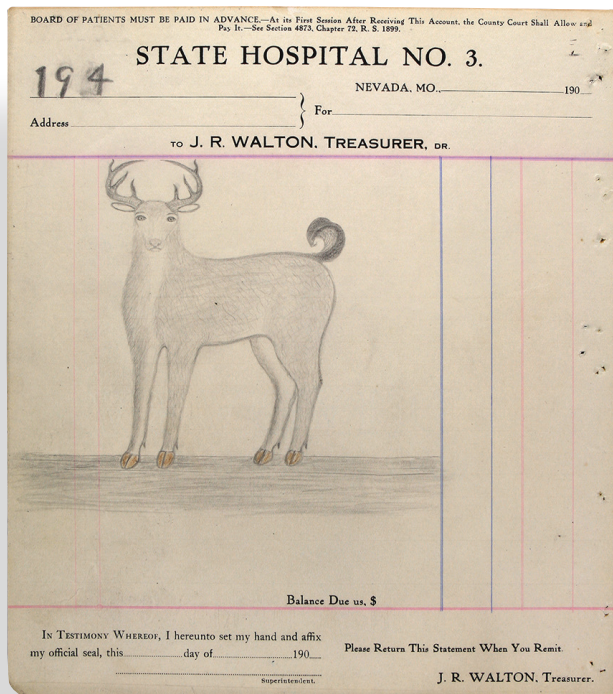 BOARD OF PATIENTS MUST BE PAID IN ADVANCE.—At its First Session After Receiving This Account, the County Court Shall Allow and
Pay It.—See Section 4873, Chapter 72, R. S. 1899.
STATE HOSPITAL NO. 3.
194
NEVADA, MO., 190
For
Address
TO J. R. WALTON, TREASURER, DR.
Balance Due us, $
IN TESTIMONY WHEREOF, I hereunto set my hand and affix
my official seal, this day of 190
Please Return This Statement When You Remit.
Superintendent.
J. R. WALTON, Treasurer.